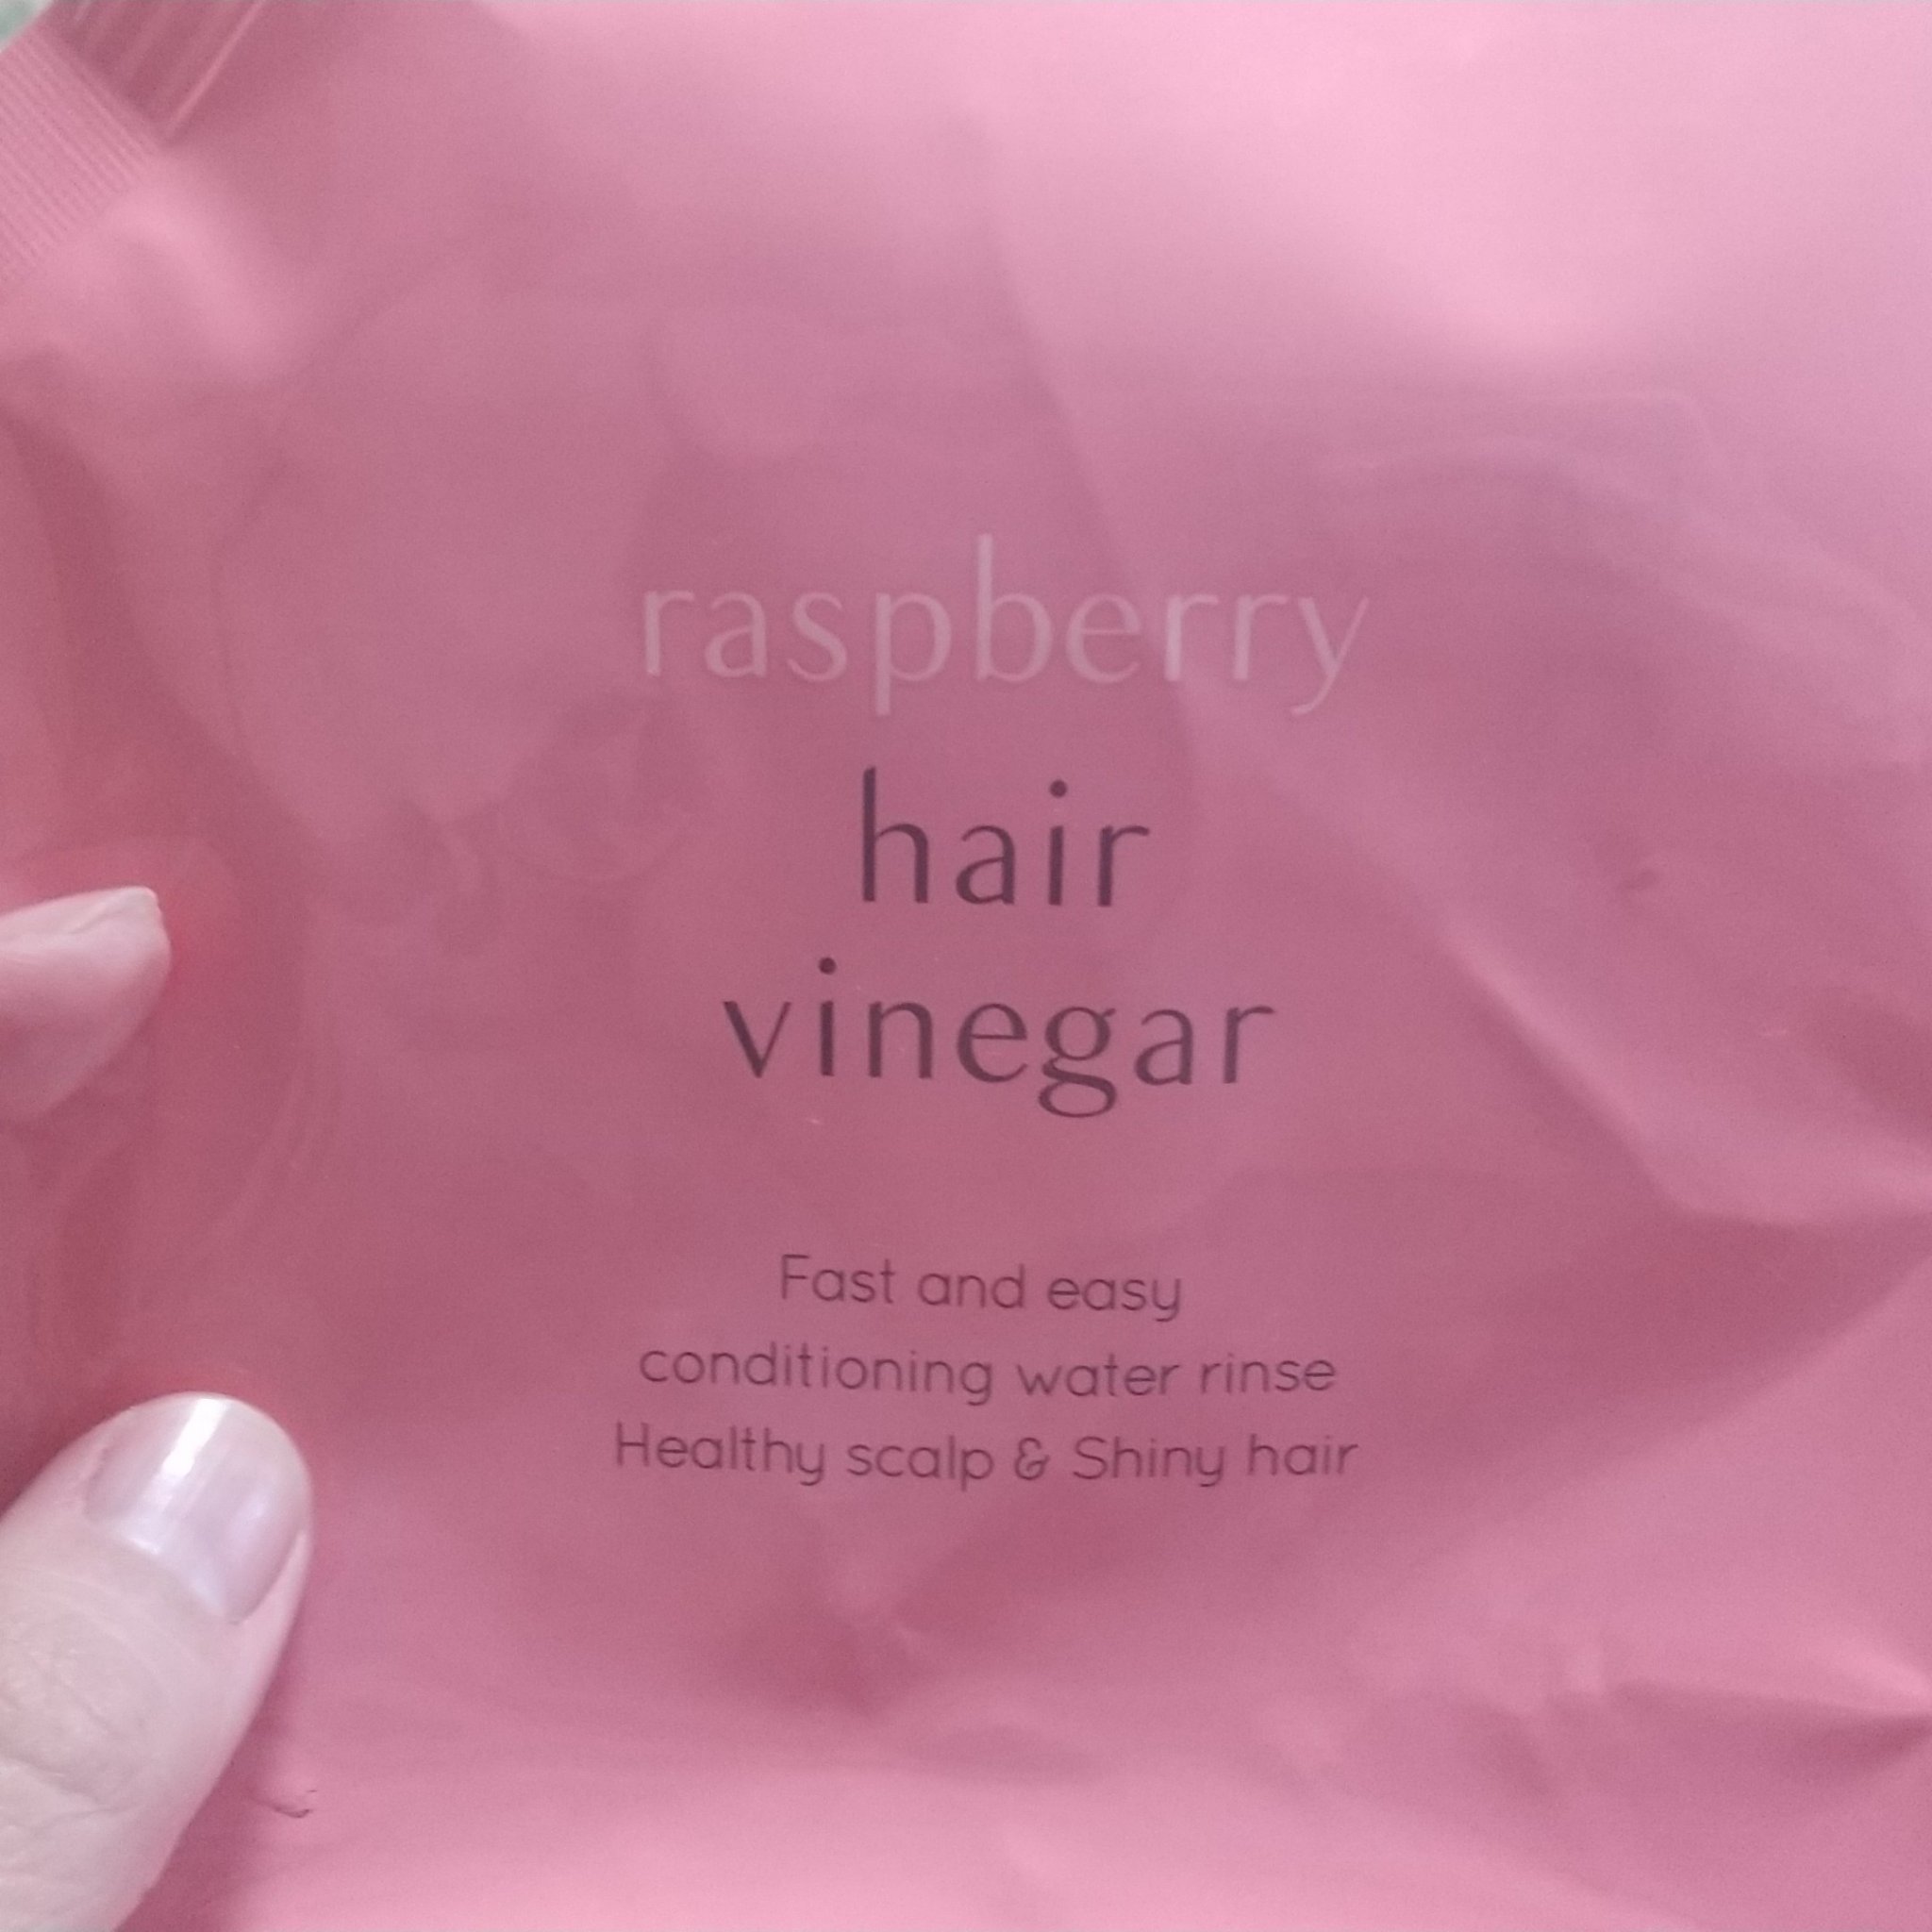 raspberry
hair
vinegar
Fast and easy
conditioning water rinse
Healthy scalp & Shiny hair